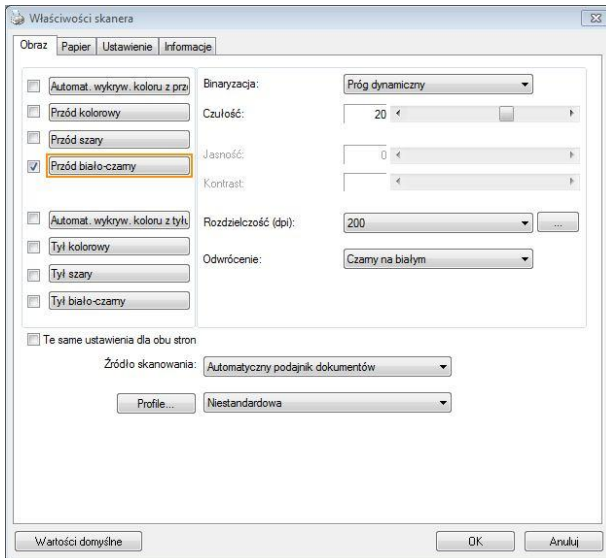 Właściwości skanera
Obraz Papier Ustawienie Informacje
Automat. wykryw. koloru z prz
Binaryzacja: Próg dynamiczny
Przód kolorowy
Czułość: 20
Przód szary
Jasność: 0
Przód biało-czarny
Kontrast:
Automat. wykryw. koloru z tyłu
Rozdzielczość (dpi): 200 ...
Tył kolorowy
Odwrócenie: Czarny na białym
Tył szary
Tył biało-czarny
Te same ustawienia dla obu stron
Źródło skanowania: Automatyczny podajnik dokumentów
Profile... Niestandardowa
Wartości domyślne OK Anuluj